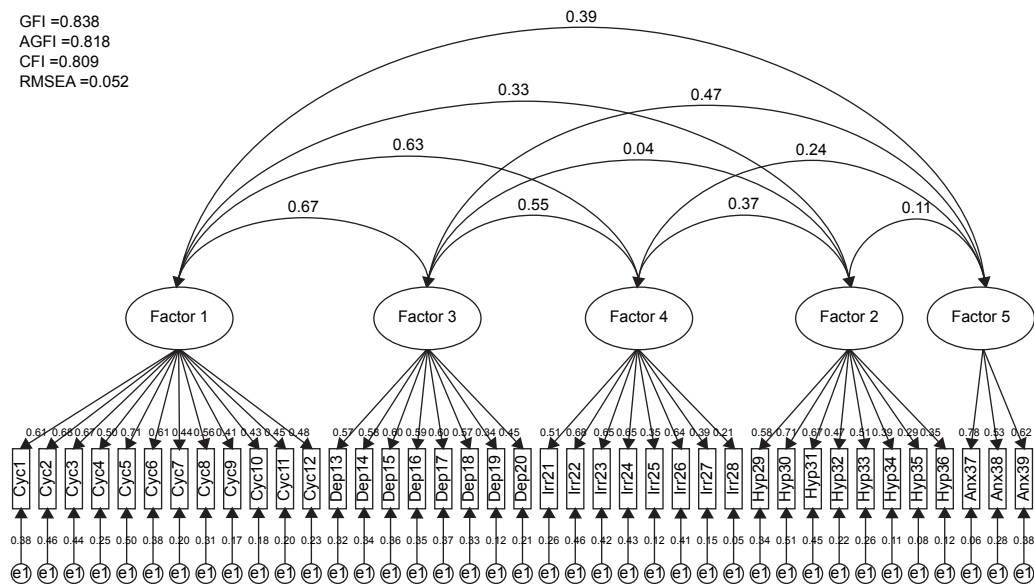 GFI =0.838
AGFI =0.818
CFI =0.809
RMSEA =0.052
0.39
0.33
0.47
0.63
0.04
0.24
0.67
0.55
0.37
0.11
Factor 1 Factor 3 Factor 4 Factor 2 Factor 5
0.61 0.68 0.67 0.50 0.71 0.61 0.44 0.56 0.41 0.43 0.45 0.48 0.57 0.58 0.60 0.59 0.60 0.57 0.34 0.45 0.51 0.68 0.65 0.65 0.35 0.64 0.39 0.21 0.58 0.71 0.67 0.47 0.51 0.39 0.29 0.35 0.78 0.53 0.62
Cyc1 Cyc2 Cyc3 Cyc4 Cyc5 Cyc6 Cyc7 Cyc8 Cyc9 Cyc10 Cyc11 Cyc12 Dep13 Dep14 Dep15 Dep16 Dep17 Dep18 Dep19 Dep20 Irr21 Irr22 Irr23 Irr24 Irr25 Irr26 Irr27 Irr28 Hyp29 Hyp30 Hyp31 Hyp32 Hyp33 Hyp34 Hyp35 Hyp36 Anx37 Anx38 Anx39
0.38 0.46 0.44 0.25 0.50 0.38 0.20 0.31 0.17 0.18 0.20 0.23 0.32 0.34 0.36 0.35 0.37 0.33 0.12 0.21 0.26 0.46 0.42 0.43 0.12 0.41 0.15 0.05 0.34 0.51 0.45 0.22 0.26 0.11 0.08 0.12 0.06 0.28 0.38
e1 e1 e1 e1 e1 e1 e1 e1 e1 e1 e1 e1 e1 e1 e1 e1 e1 e1 e1 e1 e1 e1 e1 e1 e1 e1 e1 e1 e1 e1 e1 e1 e1 e1 e1 e1 e1 e1 e1